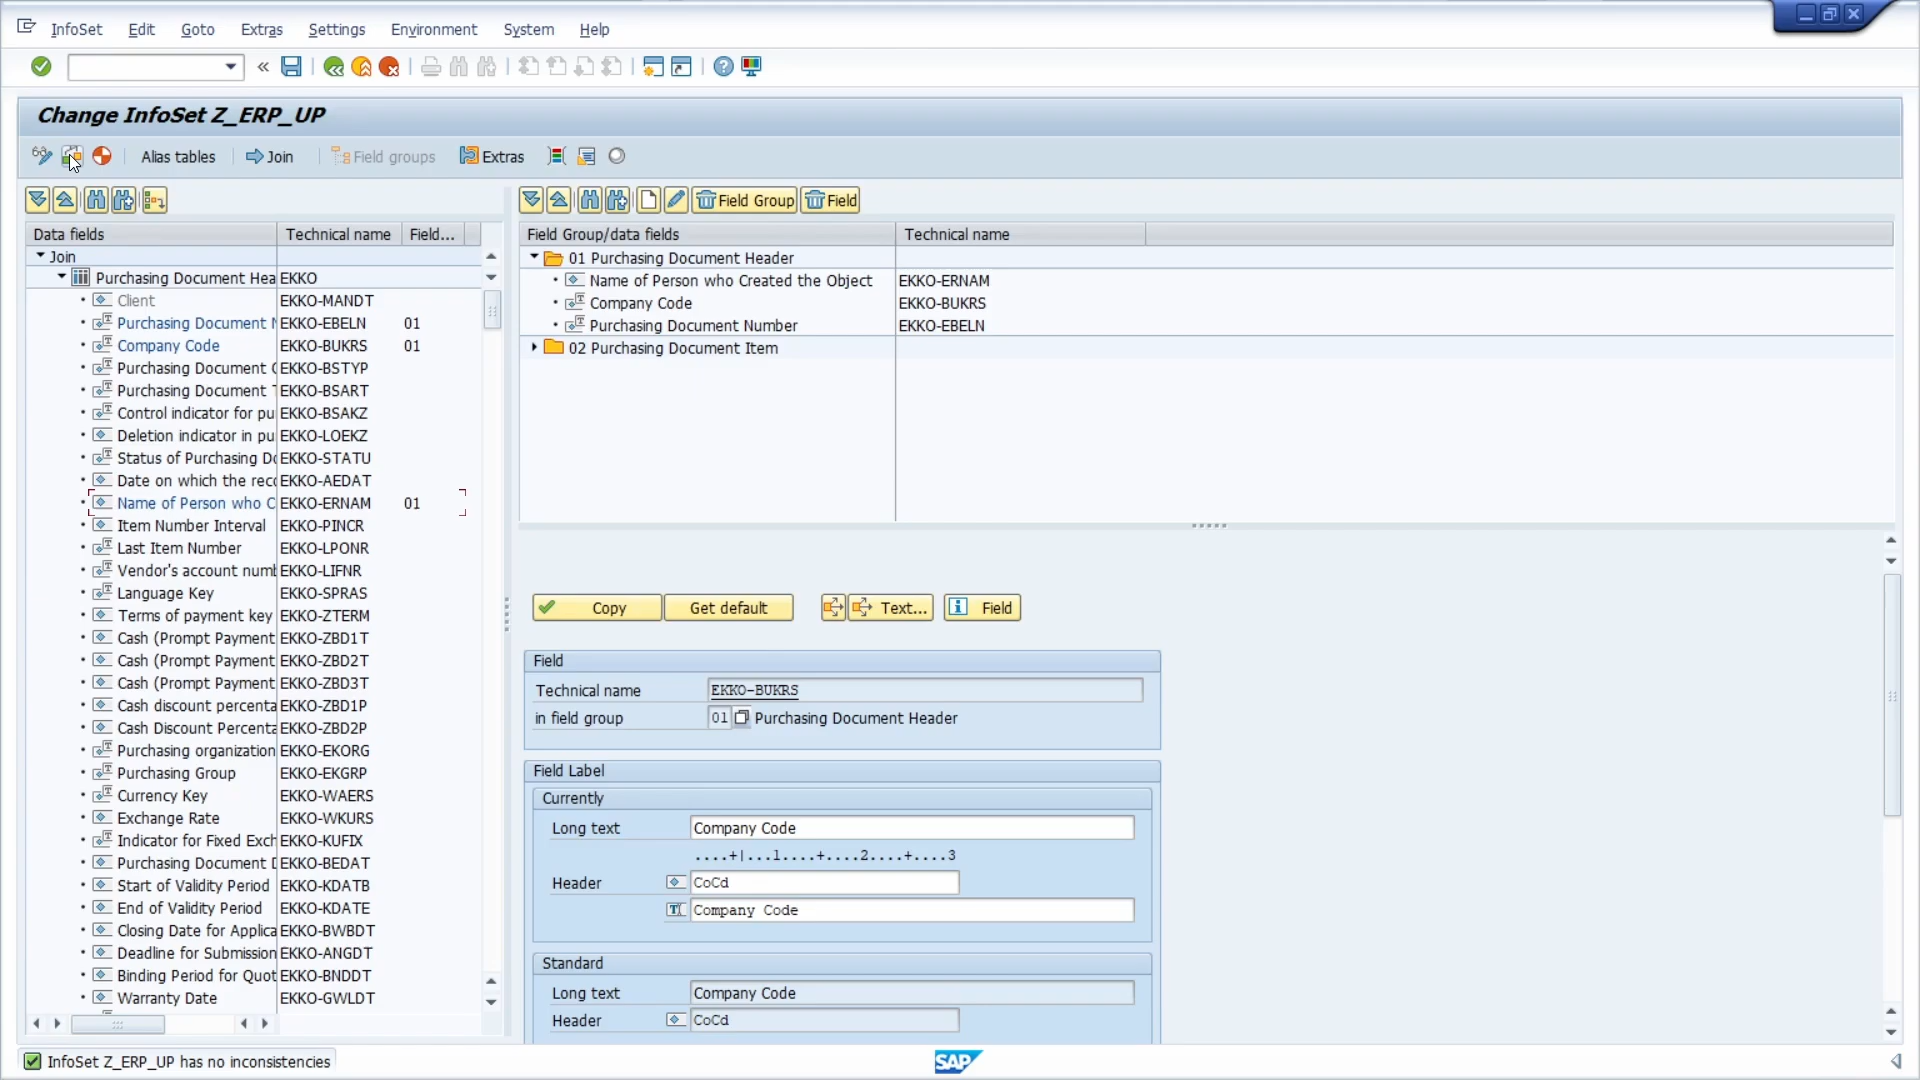 InfoSet Edit Goto Extras Settings Environment System Help
Change InfoSet Z_ERP_UP
Alias tables Join Field groups Extras
Field Group Field
Data fields Technical name Field...
Join
Purchasing Document Hea EKKO
Client EKKO-MANDT
Purchasing Document N EKKO-EBELN 01
Company Code EKKO-BUKRS 01
Purchasing Document C EKKO-BSTYP
Purchasing Document T EKKO-BSART
Control indicator for pu EKKO-BSAKZ
Deletion indicator in pu EKKO-LOEKZ
Status of Purchasing Do EKKO-STATU
Date on which the reco EKKO-AEDAT
Name of Person who C EKKO-ERNAM 01
Item Number Interval EKKO-PINCR
Last Item Number EKKO-LPONR
Vendor's account numb EKKO-LIFNR
Language Key EKKO-SPRAS
Terms of payment key EKKO-ZTERM
Cash (Prompt Payment EKKO-ZBD1T
Cash (Prompt Payment EKKO-ZBD2T
Cash (Prompt Payment EKKO-ZBD3T
Cash discount percenta EKKO-ZBD1P
Cash Discount Percenta EKKO-ZBD2P
Purchasing organization EKKO-EKORG
Purchasing Group EKKO-EKGRP
Currency Key EKKO-WAERS
Exchange Rate EKKO-WKURS
Indicator for Fixed Exch EKKO-KUFIX
Purchasing Document D EKKO-BEDAT
Start of Validity Period EKKO-KDATB
End of Validity Period EKKO-KDATE
Closing Date for Applica EKKO-BWBDT
Deadline for Submission EKKO-ANGDT
Binding Period for Quot EKKO-BNDDT
Warranty Date EKKO-GWLDT
Field Group/data fields Technical name
01 Purchasing Document Header
Name of Person who Created the Object EKKO-ERNAM
Company Code EKKO-BUKRS
Purchasing Document Number EKKO-EBELN
02 Purchasing Document Item
Copy Get default Text... Field
Field
Technical name EKKO-BUKRS
in field group 01 Purchasing Document Header
Field Label
Currently
Long text Company Code
....+|...1....+....2....+....3
Header CoCd
Company Code
Standard
Long text Company Code
Header CoCd
InfoSet Z_ERP_UP has no inconsistencies
SAP